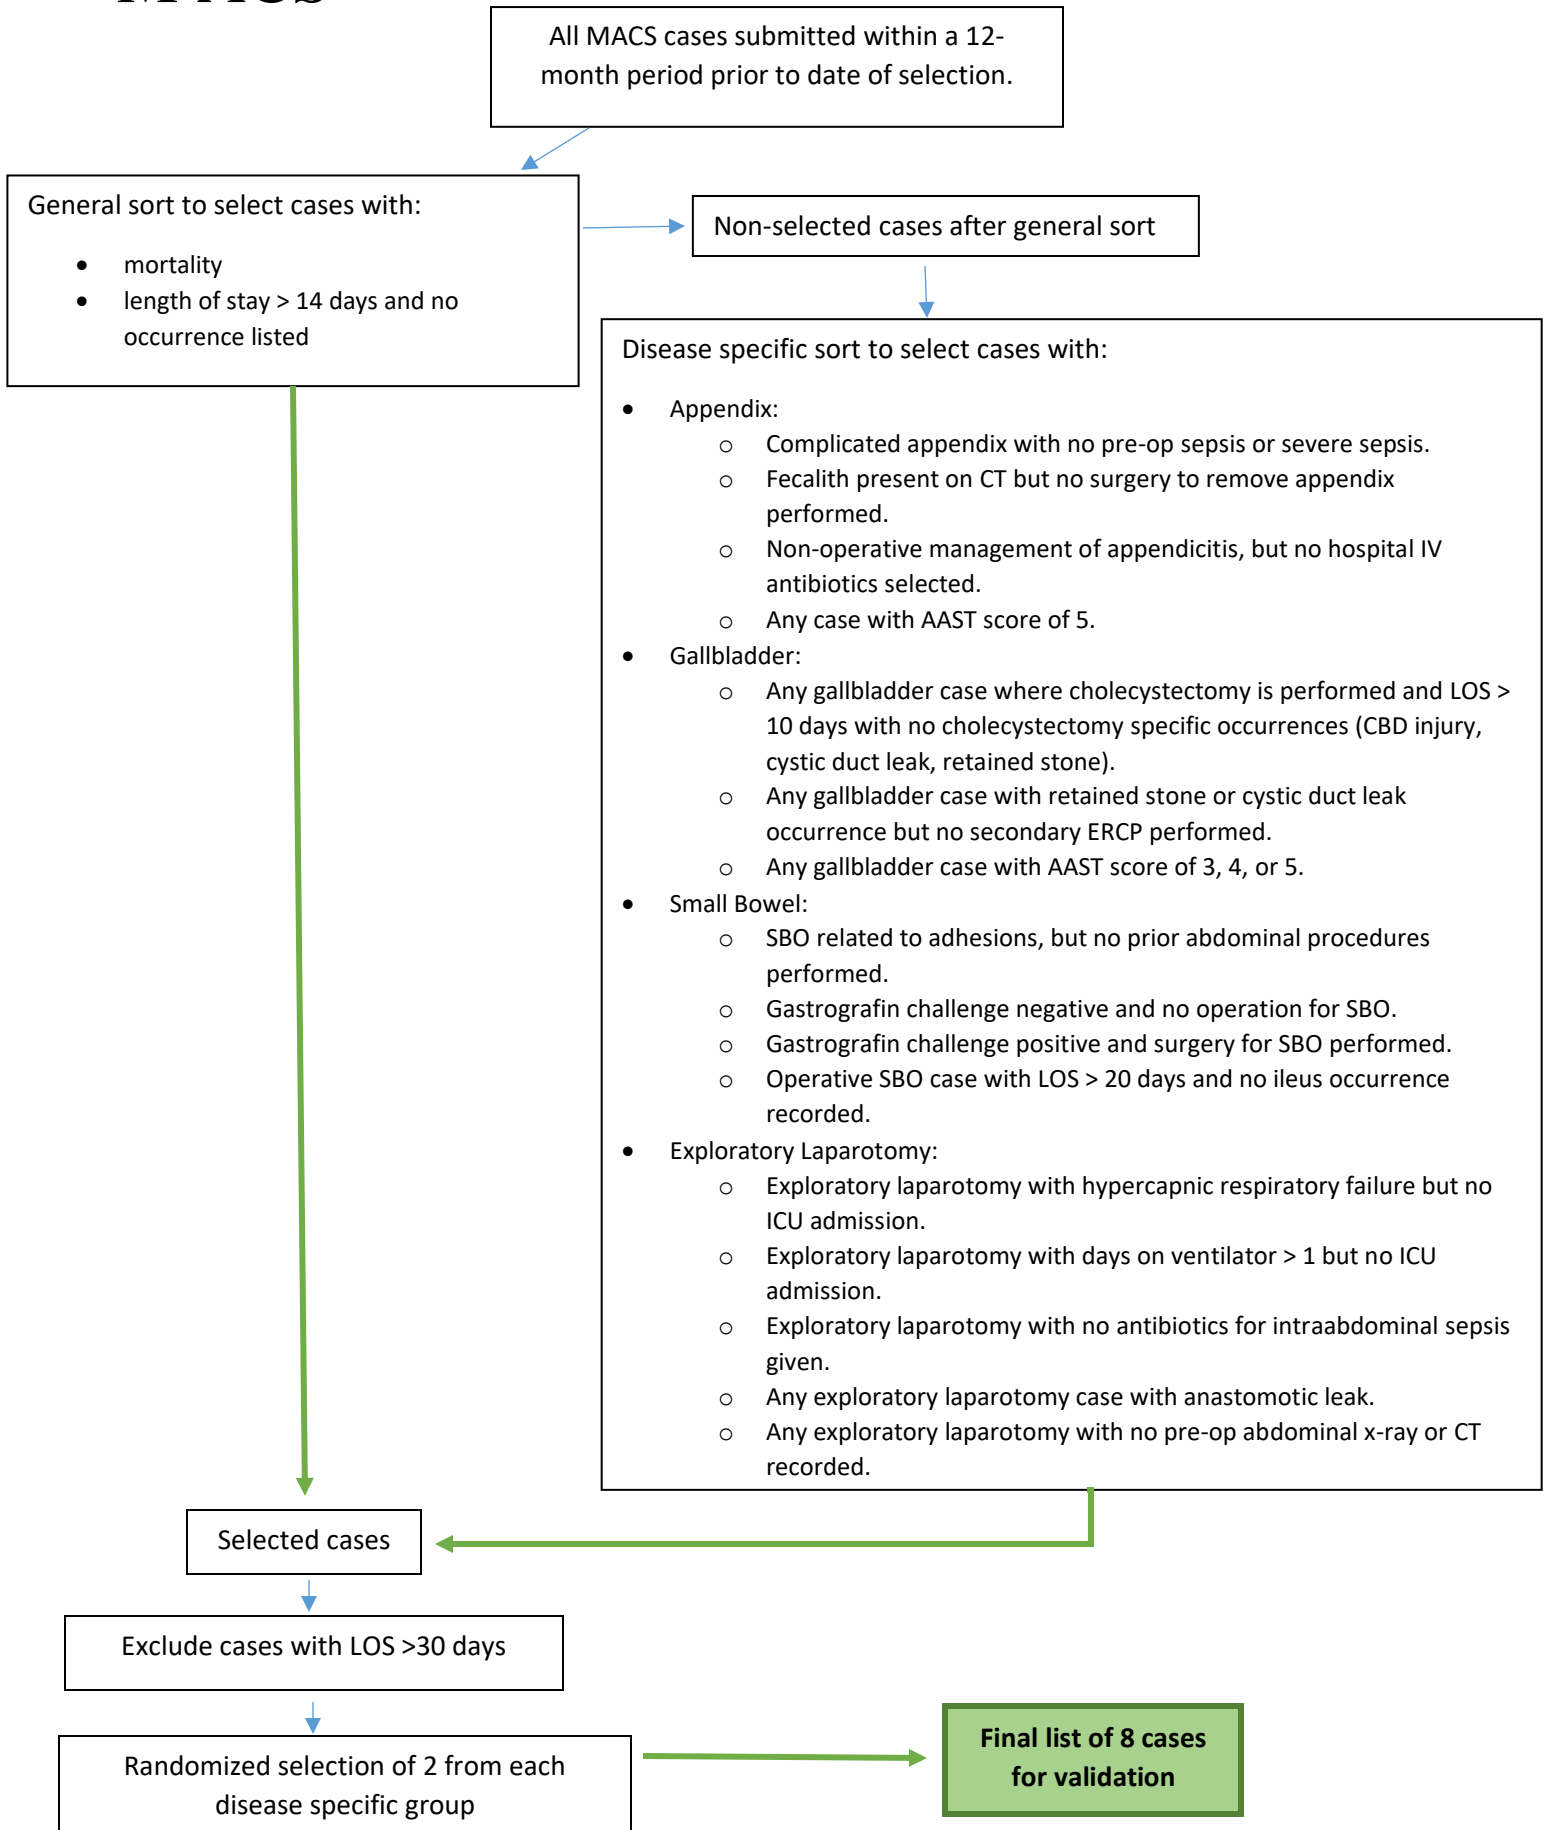 All MACS cases submitted within a 12-
month period prior to date of selection.
General sort to select cases with:
• mortality
• length of stay > 14 days and no
occurrence listed
Non-selected cases after general sort
Disease specific sort to select cases with:
• Appendix:
o Complicated appendix with no pre-op sepsis or severe sepsis.
o Fecalith present on CT but no surgery to remove appendix
performed.
o Non-operative management of appendicitis, but no hospital IV
antibiotics selected.
o Any case with AAST score of 5.
• Gallbladder:
o Any gallbladder case where cholecystectomy is performed and LOS >
10 days with no cholecystectomy specific occurrences (CBD injury,
cystic duct leak, retained stone).
o Any gallbladder case with retained stone or cystic duct leak
occurrence but no secondary ERCP performed.
o Any gallbladder case with AAST score of 3, 4, or 5.
• Small Bowel:
o SBO related to adhesions, but no prior abdominal procedures
performed.
o Gastrografin challenge negative and no operation for SBO.
o Gastrografin challenge positive and surgery for SBO performed.
o Operative SBO case with LOS > 20 days and no ileus occurrence
recorded.
• Exploratory Laparotomy:
o Exploratory laparotomy with hypercapnic respiratory failure but no
ICU admission.
o Exploratory laparotomy with days on ventilator > 1 but no ICU
admission.
o Exploratory laparotomy with no antibiotics for intraabdominal sepsis
given.
o Any exploratory laparotomy case with anastomotic leak.
o Any exploratory laparotomy with no pre-op abdominal x-ray or CT
recorded.
Selected cases
Exclude cases with LOS >30 days
Randomized selection of 2 from each
disease specific group
Final list of 8 cases
for validation